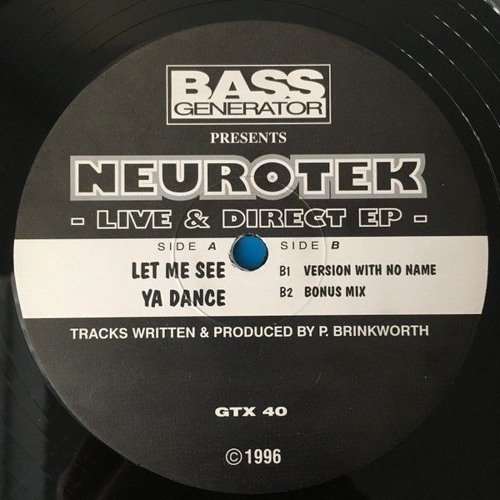 BASS
GENERATOR
PRESENTS
NEUROTEK
- LIVE & DIRECT EP -
SIDE A
LET ME SEE
YA DANCE
SIDE B
B1 VERSION WITH NO NAME
B2 BONUS MIX
TRACKS WRITTEN & PRODUCED BY P. BRINKWORTH
GTX 40
©1996